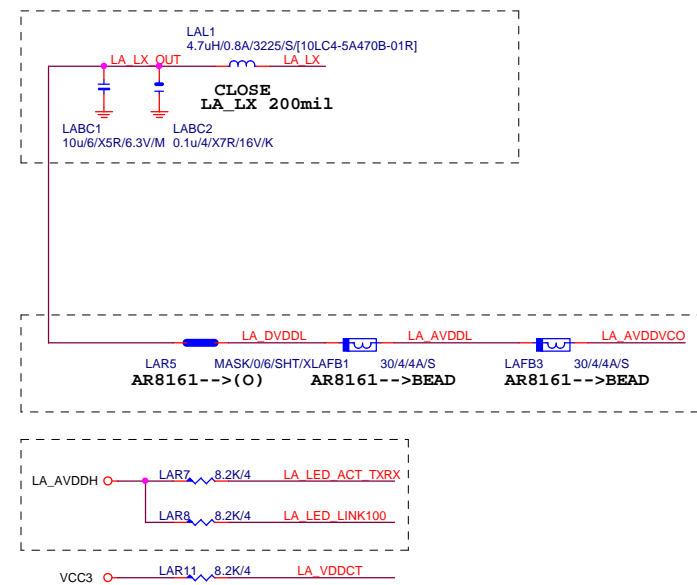 LAL1
4.7uH/0.8A/3225/S/[10LC4-5A470B-01R]
LA_LX_OUT LA_LX
CLOSE
LA_LX 200mil
LABC1 LABC2
10u/6/X5R/6.3V/M 0.1u/4/X7R/16V/K
LA_DVDDL LA_AVDDL LA_AVDDVCO
LAR5 MASK/0/6/SHT/X LAFB1 30/4/4A/S LAFB3 30/4/4A/S
AR8161-->(O) AR8161-->BEAD AR8161-->BEAD
LA_AVDDH LAR7 8.2K/4 LA_LED_ACT_TXRX
LAR8 8.2K/4 LA_LED_LINK100
VCC3 LAR11 8.2K/4 LA_VDDCT